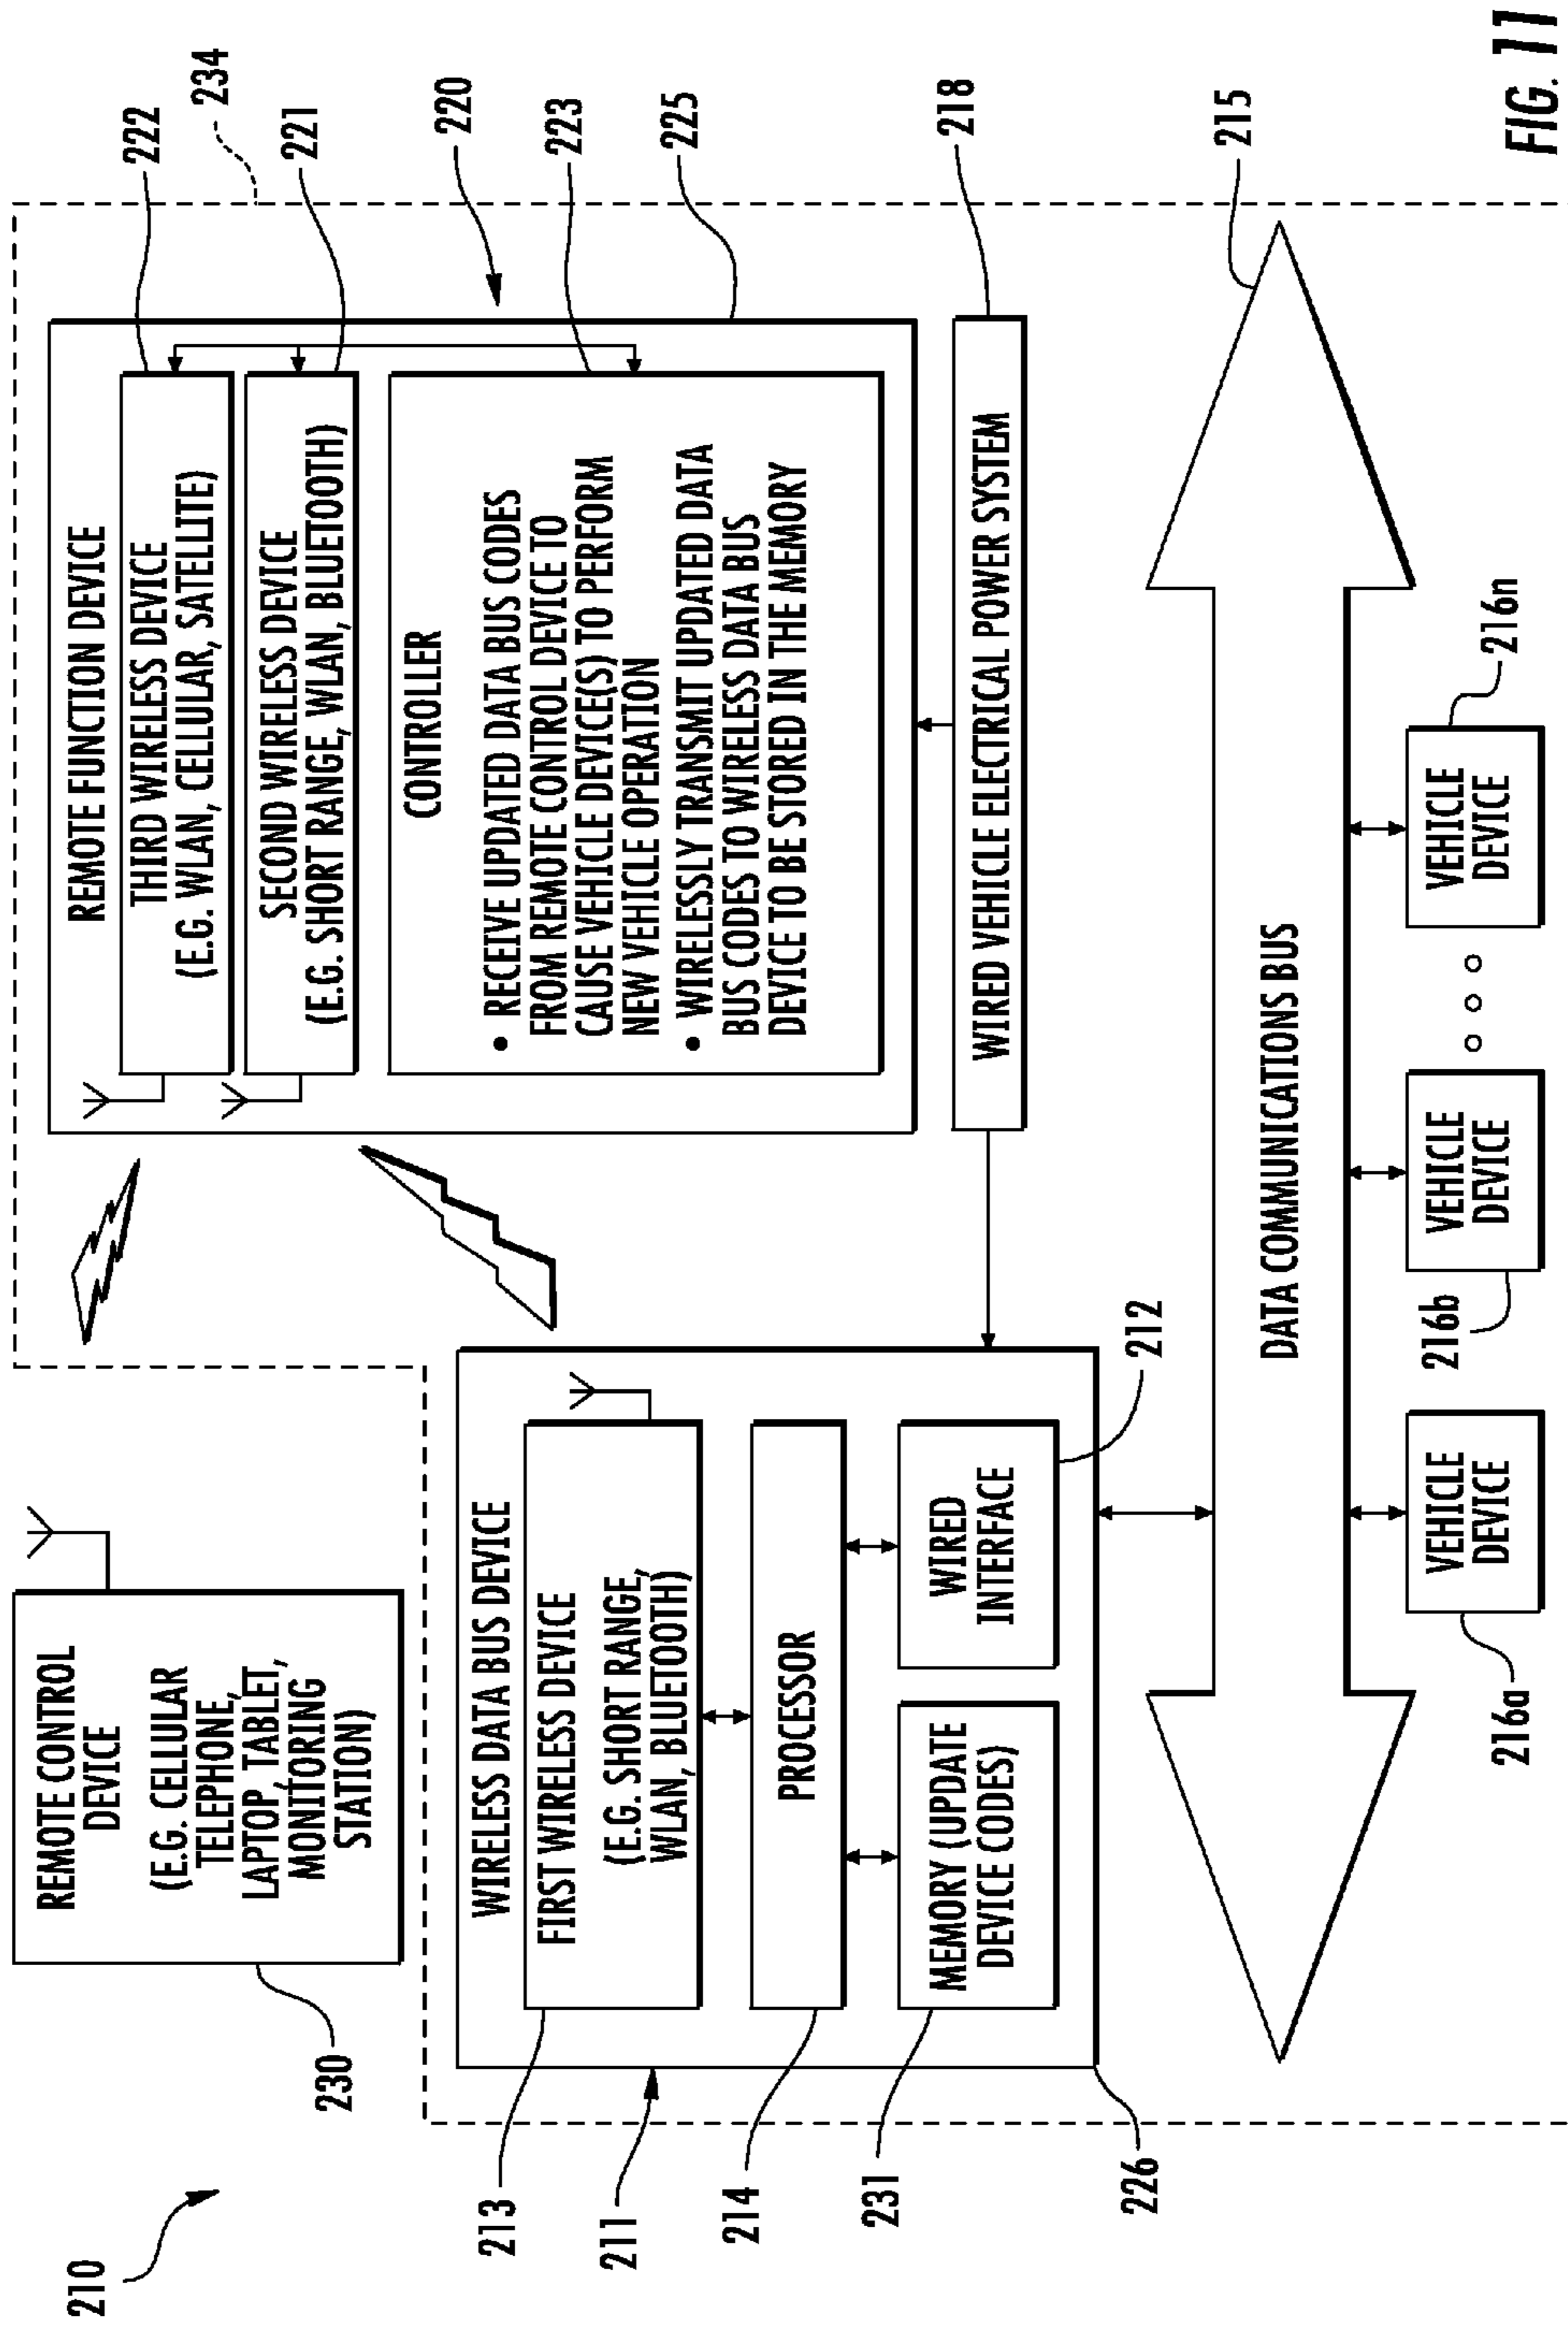 210
REMOTE CONTROL
DEVICE
(E.G. CELLULAR
TELEPHONE,
LAPTOP, TABLET,
MONITORING
STATION)
230
234
REMOTE FUNCTION DEVICE
THIRD WIRELESS DEVICE
(E.G. WLAN, CELLULAR, SATELLITE)
222
SECOND WIRELESS DEVICE
(E.G. SHORT RANGE, WLAN, BLUETOOTH)
221
220
CONTROLLER
• RECEIVE UPDATED DATA BUS CODES
FROM REMOTE CONTROL DEVICE TO
CAUSE VEHICLE DEVICE(S) TO PERFORM
NEW VEHICLE OPERATION
• WIRELESSLY TRANSMIT UPDATED DATA
BUS CODES TO WIRELESS DATA BUS
DEVICE TO BE STORED IN THE MEMORY
223
225
WIRED VEHICLE ELECTRICAL POWER SYSTEM
218
WIRELESS DATA BUS DEVICE
FIRST WIRELESS DEVICE
(E.G. SHORT RANGE,
WLAN, BLUETOOTH)
213
211
PROCESSOR
214
MEMORY (UPDATE
DEVICE CODES)
231
WIRED
INTERFACE
212
226
DATA COMMUNICATIONS BUS
215
VEHICLE
DEVICE
216a
VEHICLE
DEVICE
216b
VEHICLE
DEVICE
216n
FIG. 11